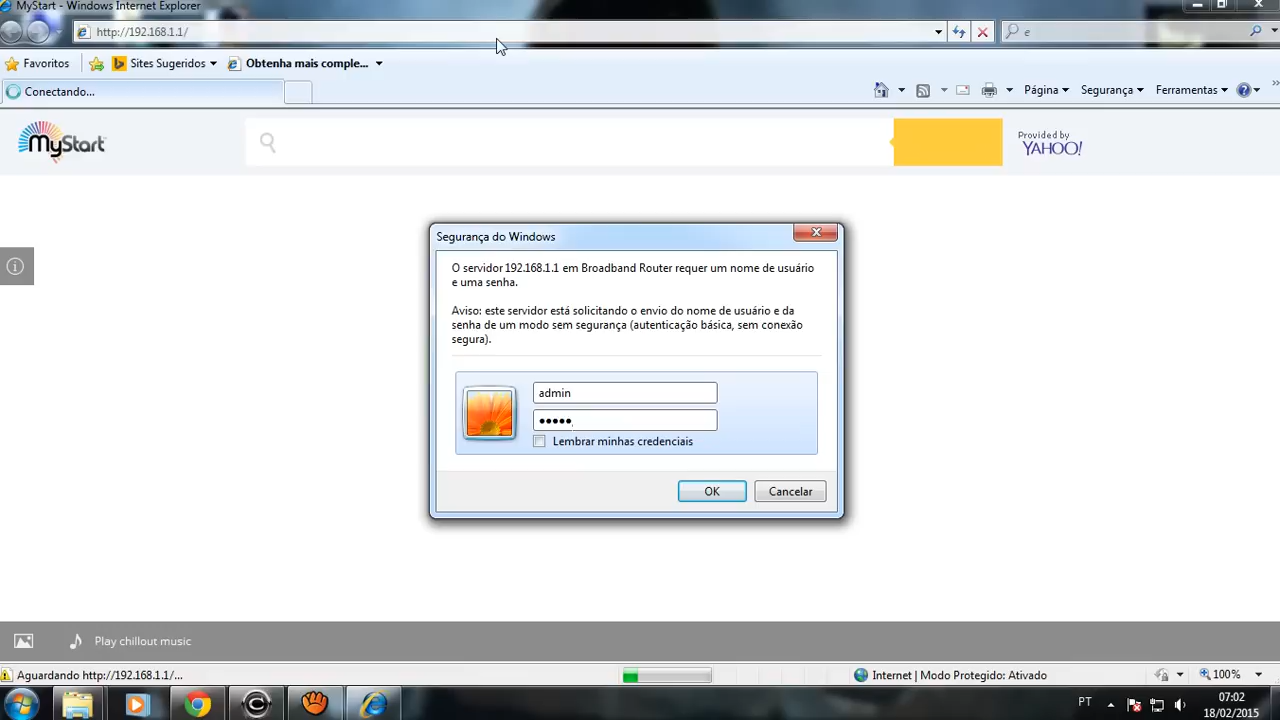 MyStart - Windows Internet Explorer
http://192.168.1.1/
e
Favoritos
Sites Sugeridos
Obtenha mais comple...
Conectando...
Página
Segurança
Ferramentas
MyStart
Provided by
YAHOO!
Segurança do Windows
O servidor 192.168.1.1 em Broadband Router requer um nome de usuário
e uma senha.
Aviso: este servidor está solicitando o envio do nome de usuário e da
senha de um modo sem segurança (autenticação básica, sem conexão
segura).
admin
●●●●●
Lembrar minhas credenciais
OK
Cancelar
Play chillout music
Aguardando http://192.168.1.1/...
Internet | Modo Protegido: Ativado
100%
PT
07:02
18/02/2015